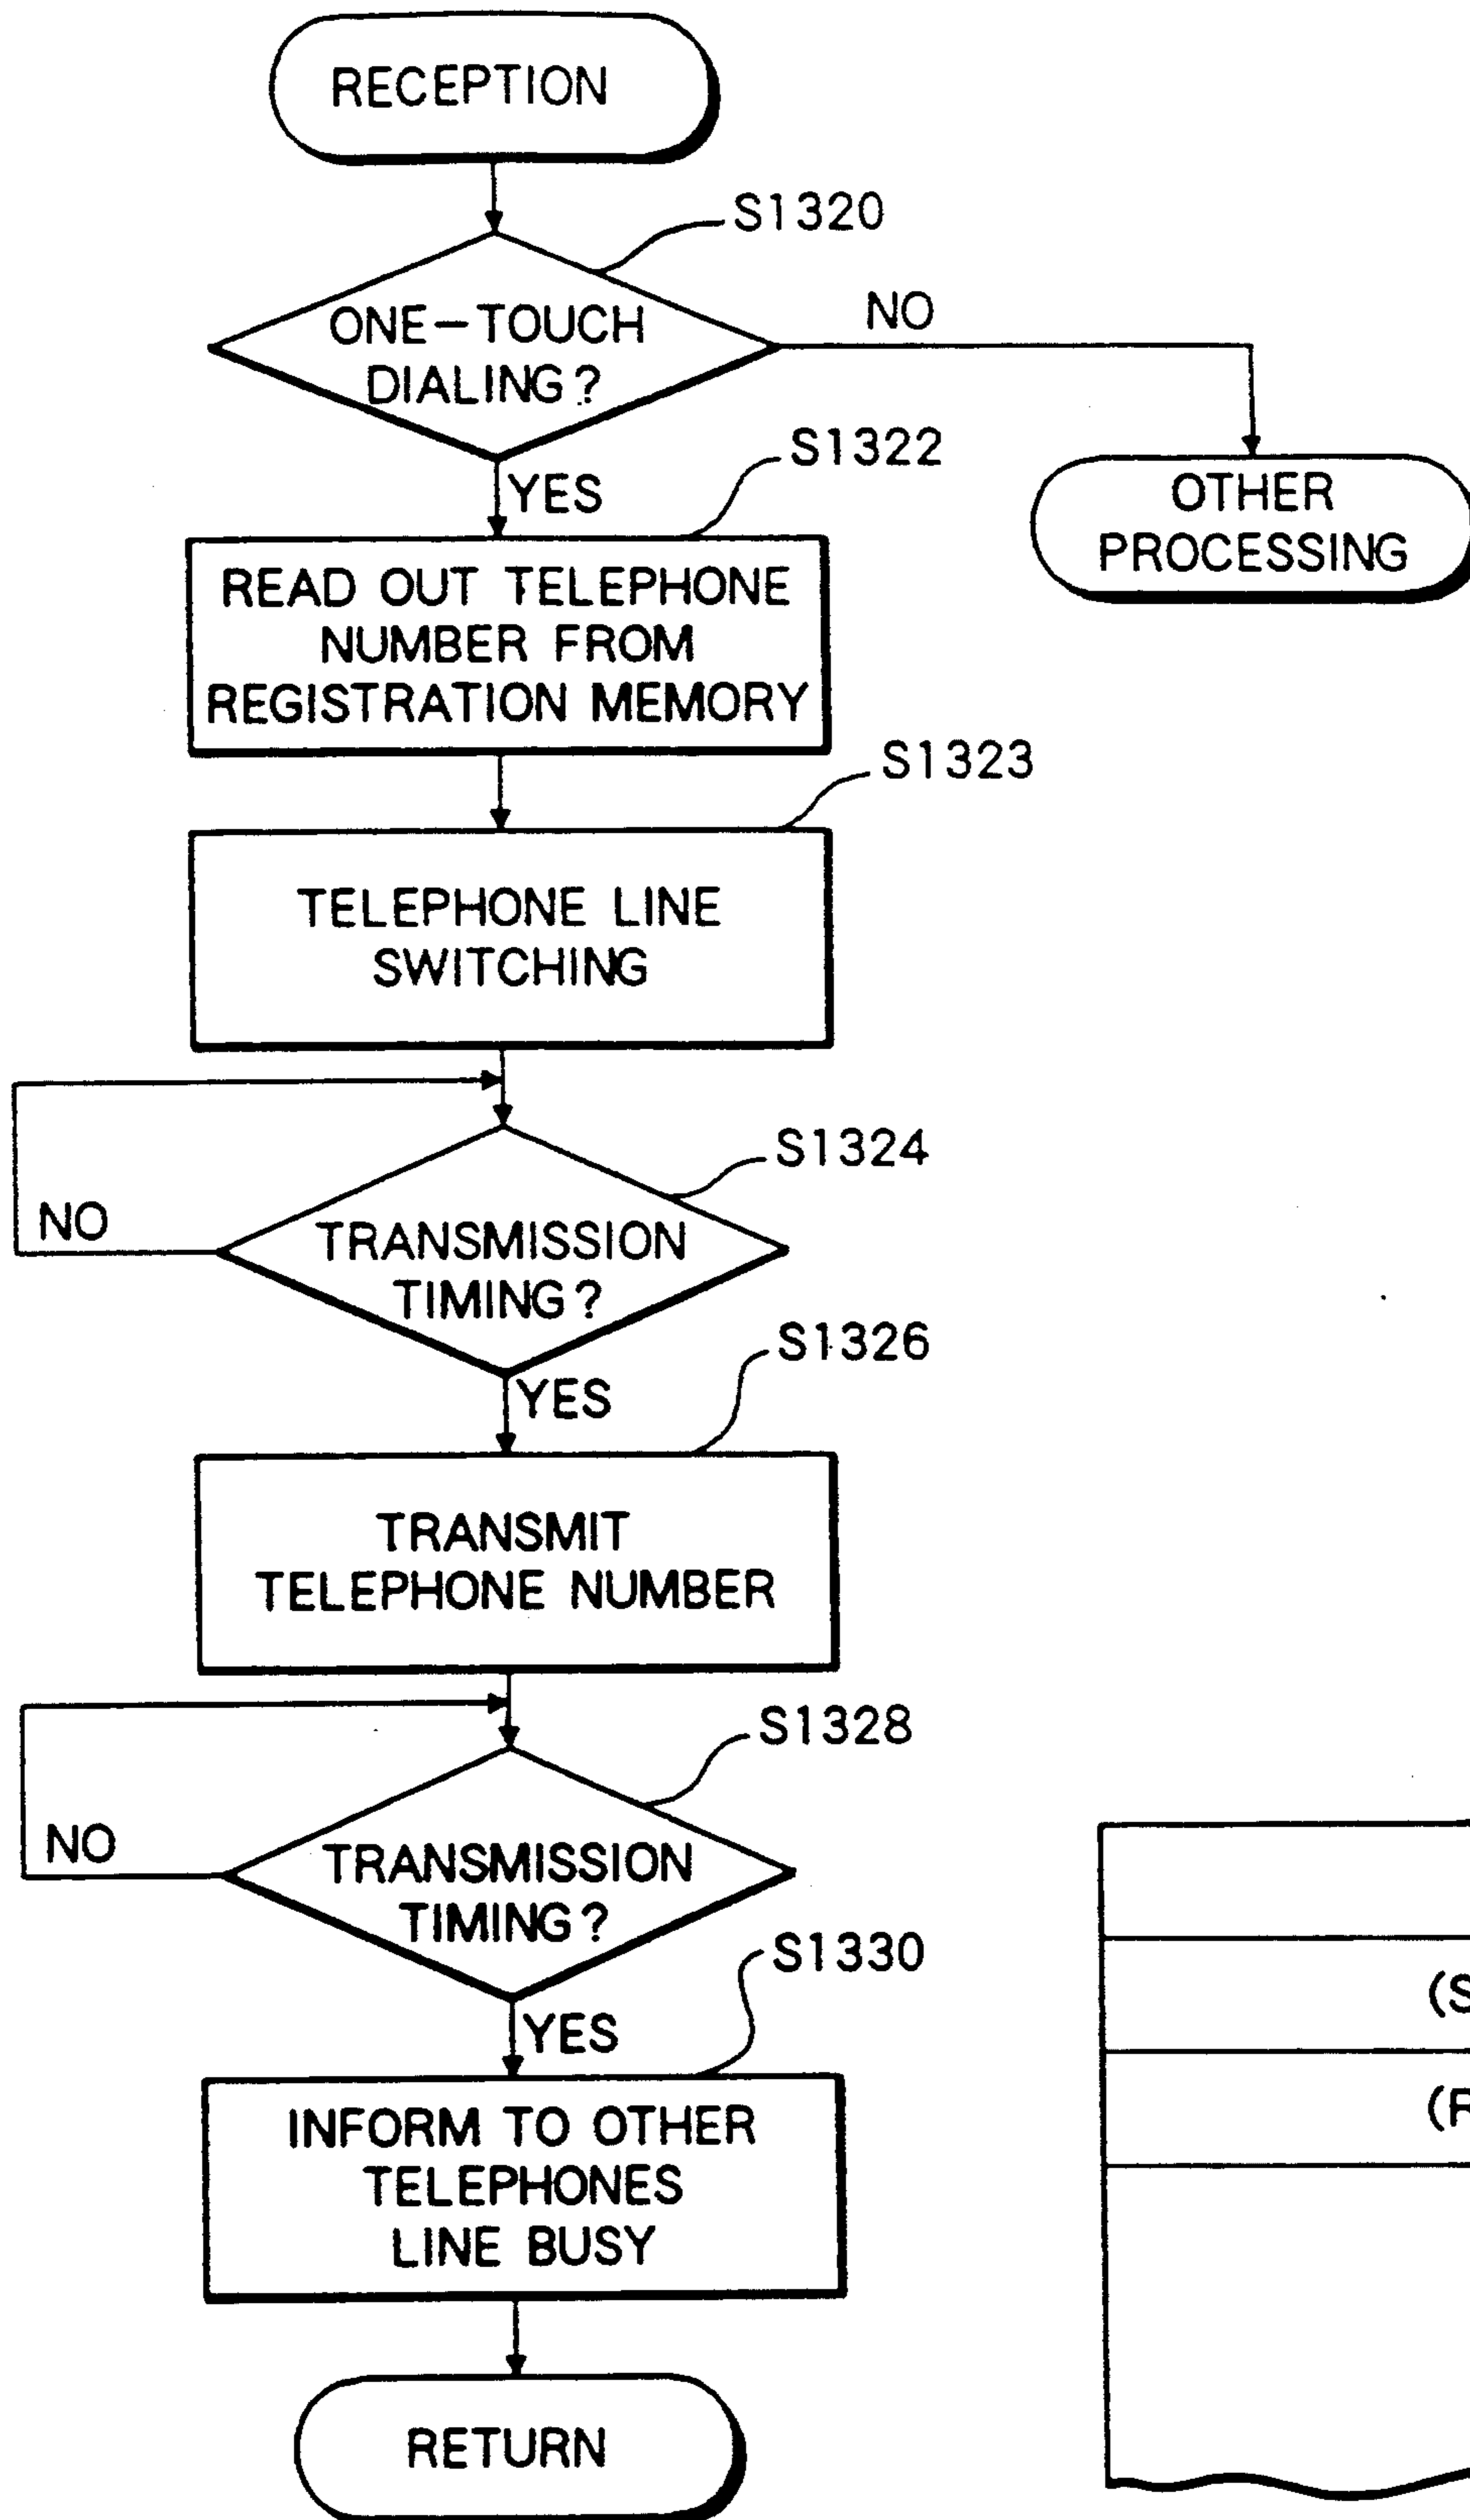 RECEPTION
S1320
ONE-TOUCH
DIALING?
NO
YES
S1322
OTHER
PROCESSING
READ OUT TELEPHONE
NUMBER FROM
REGISTRATION MEMORY
S1323
TELEPHONE LINE
SWITCHING
S1324
NO
TRANSMISSION
TIMING?
S1326
YES
TRANSMIT
TELEPHONE NUMBER
S1328
NO
TRANSMISSION
TIMING?
S1330
YES
INFORM TO OTHER
TELEPHONES
LINE BUSY
RETURN